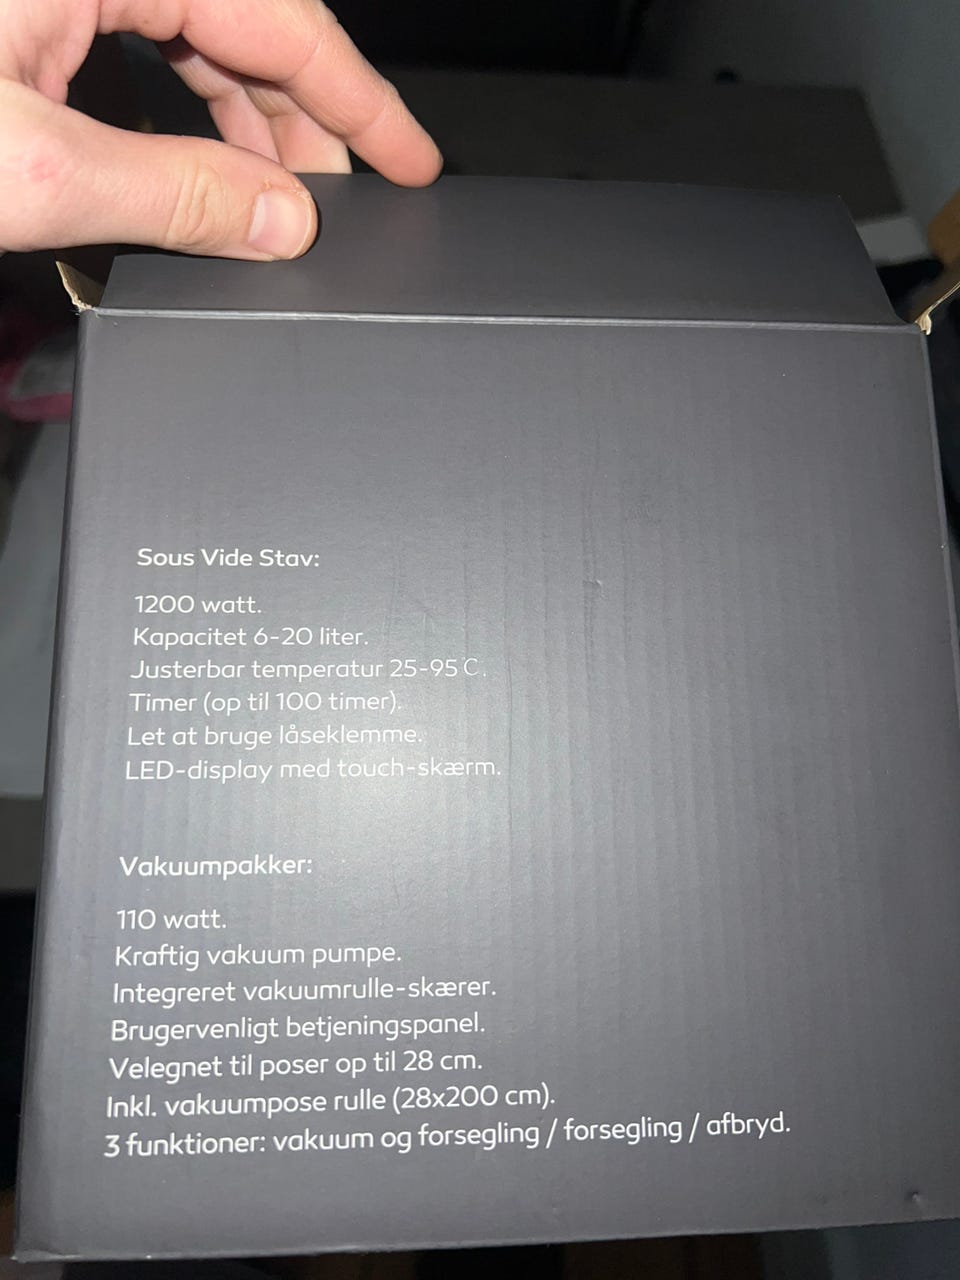 Sous Vide Stav:
1200 watt.
Kapacitet 6-20 liter.
Justerbar temperatur 25-95℃.
Timer (op til 100 timer).
Let at bruge låseklemme.
LED-display med touch-skærm.
Vakuumpakker:
110 watt.
Kraftig vakuum pumpe.
Integreret vakuumrulle-skærer.
Brugervenligt betjeningspanel.
Velegnet til poser op til 28 cm.
Inkl. vakuumpose rulle (28x200 cm).
3 funktioner: vakuum og forsegling / forsegling / afbryd.